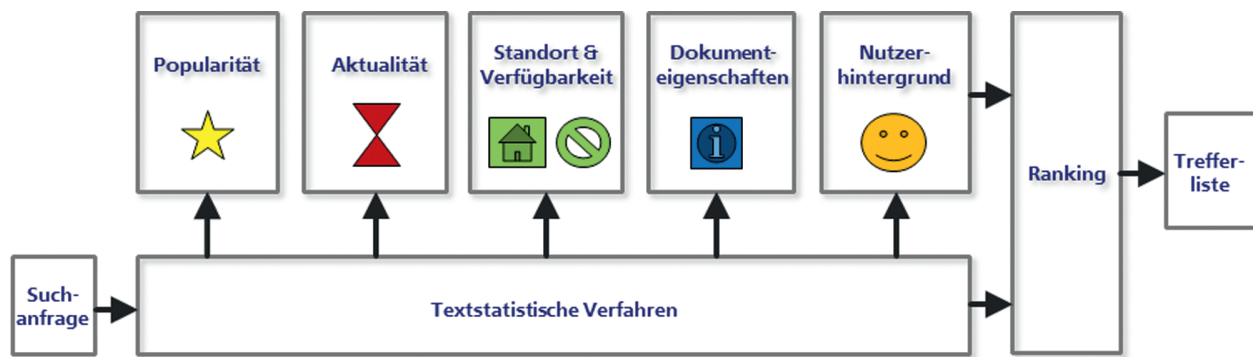 Popularität
Aktualität
Standort &
Verfügbarkeit
Dokument-
eigenschaften
Nutzer-
hintergrund
Ranking
Treffer-
liste
Such-
anfrage
Textstatistische Verfahren